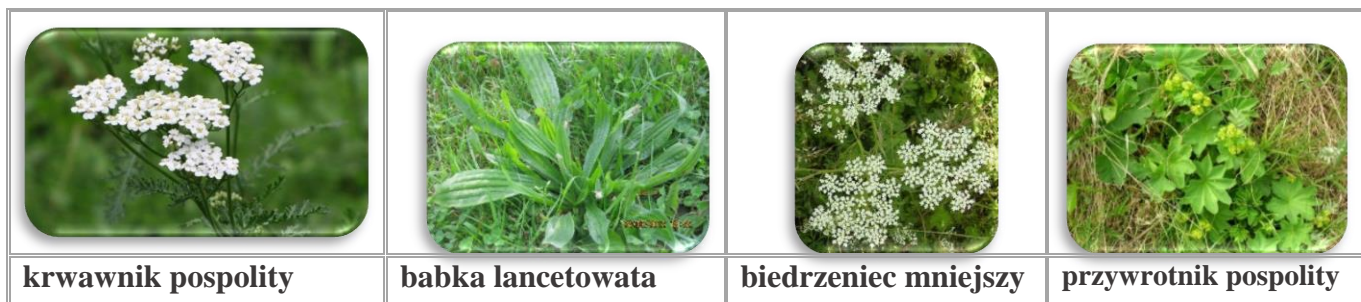 krwawnik pospolity
babka lancetowata
biedrzeniec mniejszy
przywrotnik pospolity